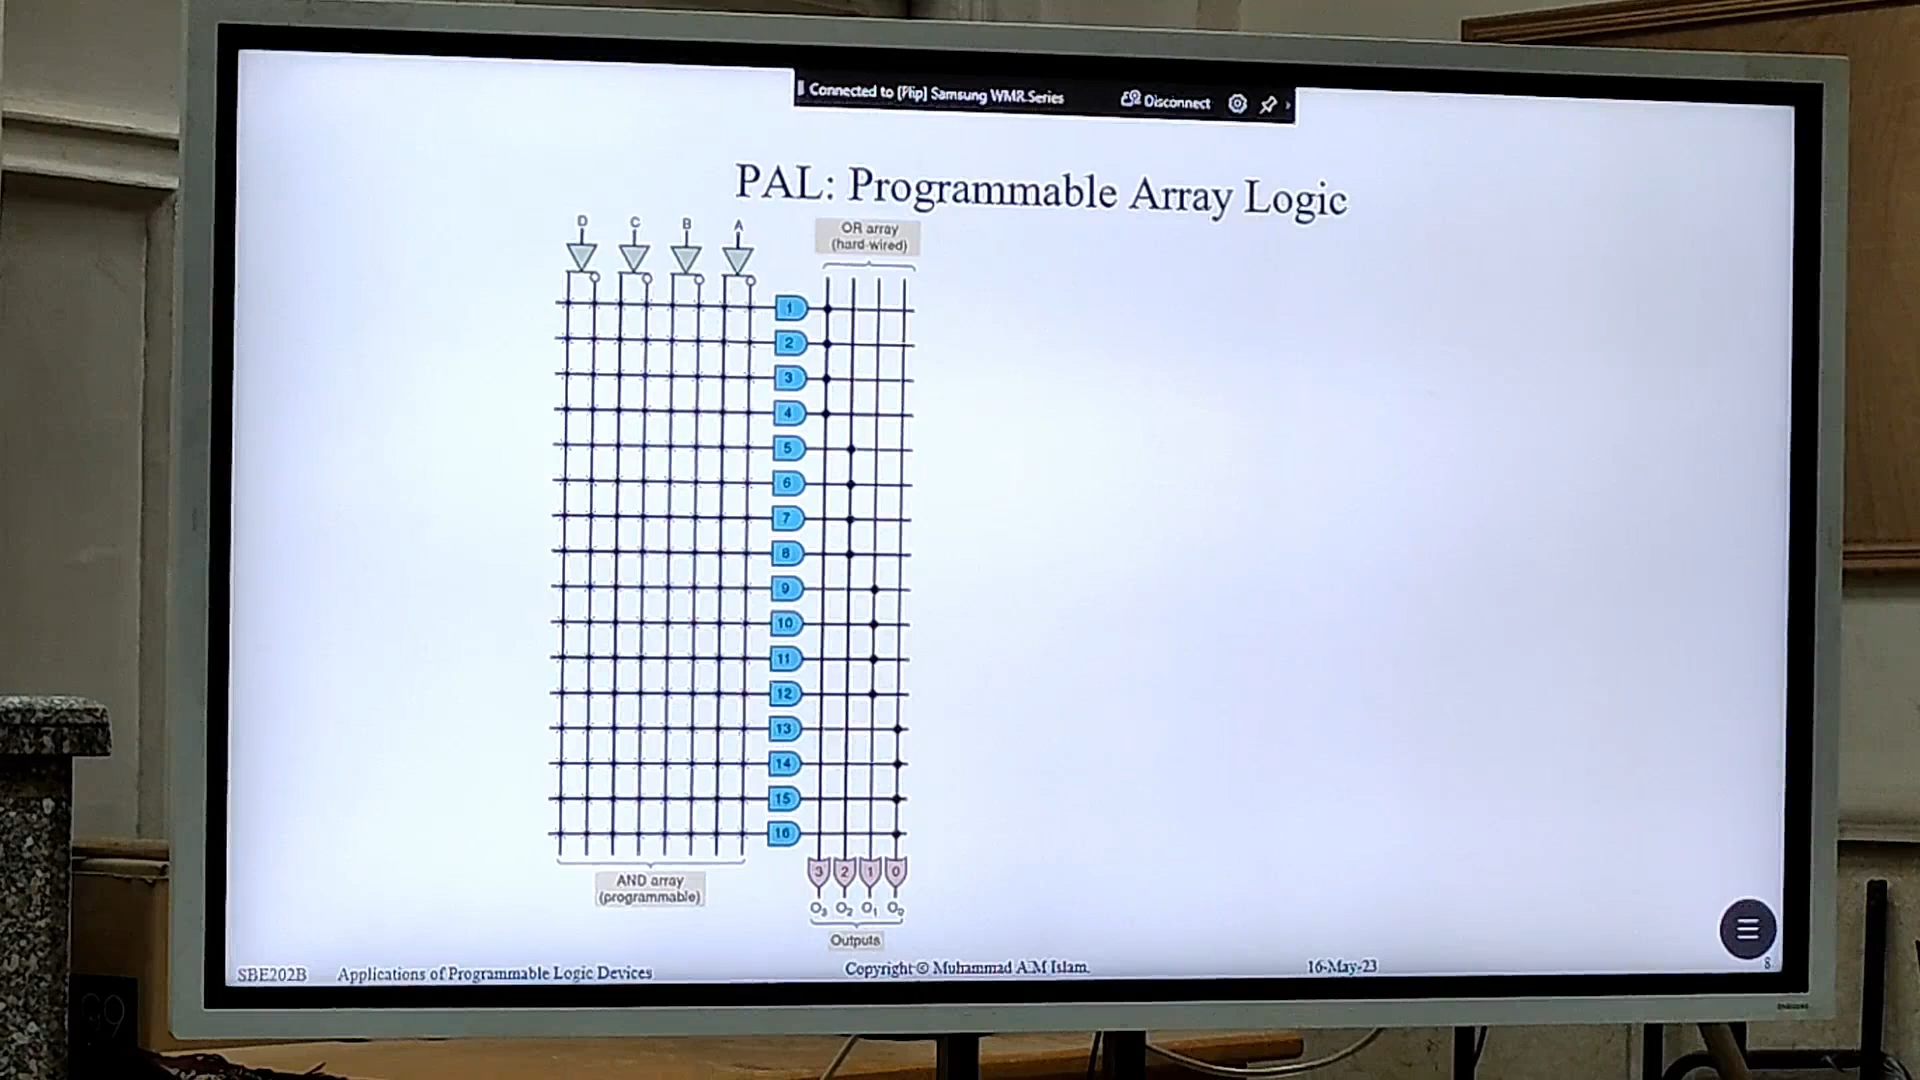 Connected to [Flip] Samsung WMR Series
Disconnect
PAL: Programmable Array Logic
D C B A
OR array
(hard-wired)
1
2
3
4
5
6
7
8
9
10
11
12
13
14
15
16
3 2 1 0
AND array
(programmable)
O₃ O₂ O₁ O₀
Outputs
SBE202B Applications of Programmable Logic Devices Copyright © Muhammad A.M Islam. 16-May-23 8